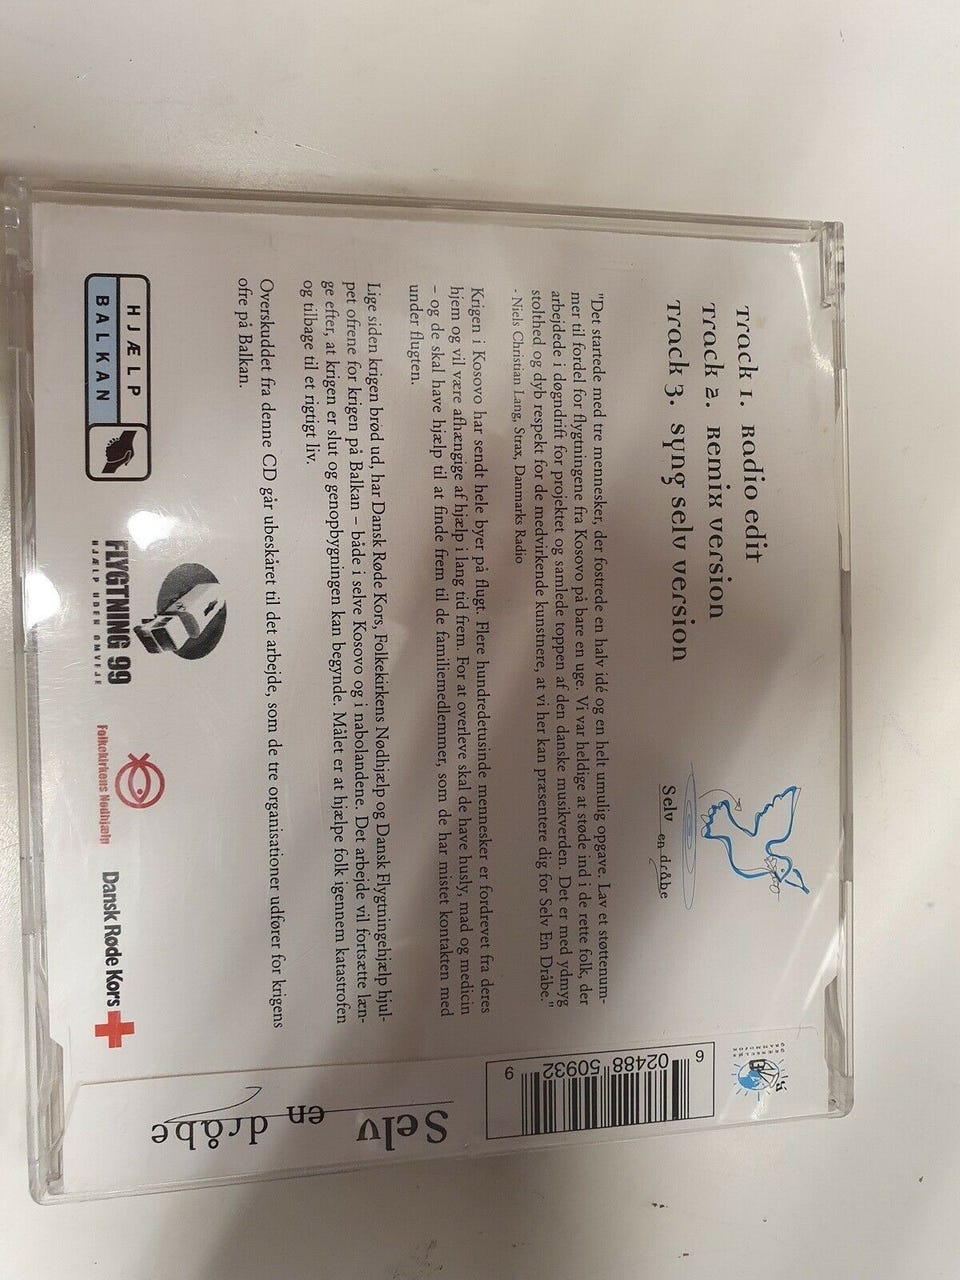 Track 1. Radio edit
Track 2. Remix version
Track 3. Syng selv version
Selv en dråbe
"Det startede med tre mennesker, der fostrede en halv idé og en helt umulig opgave. Lav et støttenum-
mer til fordel for flygtningene fra Kosovo på bare en uge. Vi var heldige at støde ind i de rette folk, der
arbejdede i døgndrift for projektet og samlede toppen af den danske musikverden. Det er med ydmyg
stolthed og dyb respekt for de medvirkende kunstnere, at vi her kan præsentere dig for Selv En Dråbe."
- Niels Christian Lang, Strax, Danmarks Radio
Krigen i Kosovo har sendt hele byer på flugt. Flere hundredetusinde mennesker er fordrevet fra deres
hjem og vil være afhængige af hjælp i lang tid frem. For at overleve skal de have husly, mad og medicin
– og de skal have hjælp til at finde frem til de familiemedlemmer, som de har mistet kontakten med
under flugten.
Lige siden krigen brød ud, har Dansk Røde Kors, Folkekirkens Nødhjælp og Dansk Flygtningehjælp hjul-
pet ofrene for krigen på Balkan – både i selve Kosovo og i nabolandene. Det arbejde vil fortsætte læn-
ge efter, at krigen er slut og genopbygningen kan begynde. Målet er at hjælpe folk igennem katastrofen
og tilbage til et rigtigt liv.
Overskuddet fra denne CD går ubeskåret til det arbejde, som de tre organisationer udfører for krigens
ofre på Balkan.
HJÆLP
BALKAN
FLYGTNING 99
HJÆLP UDEN OMVEJE
Folkekirkens Nødhjælp
Dansk Røde Kors
GRAMMOFON
6 02488 50932 9
Selv
en dråbe